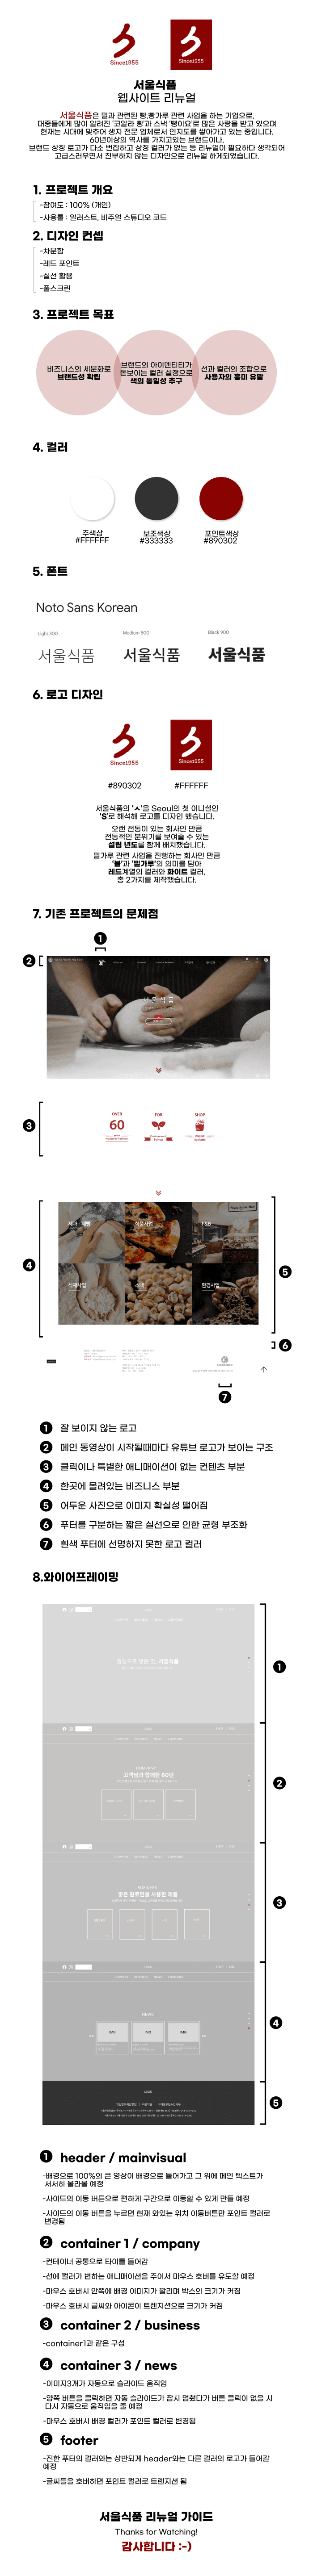 Since1955
Since1955
서울식품
웹사이트 리뉴얼
서울식품은 밀과 관련된 빵,빵가루 관련 사업을 하는 기업으로,
대중들에게 많이 알려진 '코알라 빵'과 스낵 '뻥이요'로 많은 사랑을 받고 있으며
현재는 시대에 맞추어 생지 전문 업체로서 인지도를 쌓아가고 있는 중입니다.
60년이상의 역사를 가지고있는 브랜드이나,
브랜드 상징 로고가 다소 번잡하고 상징 컬러가 없는 등 리뉴얼이 필요하다 생각되어
고급스러우면서 진부하지 않는 디자인으로 리뉴얼 하게되었습니다.
1. 프로젝트 개요
-참여도 : 100% (개인)
-사용툴 : 일러스트, 비주얼 스튜디오 코드
2. 디자인 컨셉
-차분함
-레드 포인트
-실선 활용
-풀스크린
3. 프로젝트 목표
비즈니스의 세분화로
브랜드성 확립
브랜드의 아이덴티티가
돋보이는 컬러 설정으로
색의 통일성 추구
선과 컬러의 조합으로
사용자의 흥미 유발
4. 컬러
주색상
#FFFFFF
보조색상
#333333
포인트색상
#890302
5. 폰트
Noto Sans Korean
Light 300
Medium 500
Black 900
서울식품
서울식품
서울식품
6. 로고 디자인
Since1955
Since1955
#890302
#FFFFFF
서울식품의 'ㅅ'을 Seoul의 첫 이니셜인
'S'로 해석해 로고를 디자인 했습니다.
오랜 전통이 있는 회사인 만큼
전통적인 분위기를 보여줄 수 있는
설립 년도를 함께 배치했습니다.
밀가루 관련 사업을 진행하는 회사인 만큼
'불'과 '밀가루'의 의미를 담아
레드계열의 컬러와 화이트 컬러,
총 2가지를 제작했습니다.
7. 기존 프로젝트의 문제점
1
2
서울식품
3
OVER
60
FOR
SHOP
4
식품사업
F&B
환경사업
5
6
7
1 잘 보이지 않는 로고
2 메인 동영상이 시작될때마다 유튜브 로고가 보이는 구조
3 클릭이나 특별한 애니메이션이 없는 컨텐츠 부분
4 한곳에 몰려있는 비즈니스 부분
5 어두운 사진으로 이미지 확실성 떨어짐
6 푸터를 구분하는 짧은 실선으로 인한 균형 부조화
7 흰색 푸터에 선명하지 못한 로고 컬러
8.와이어프레이밍
1
2
고객님과 함께한 60년
3
좋은 원료만을 사용한 제품
4
IMG
IMG
IMG
5
1 header / mainvisual
-배경으로 100%의 큰 영상이 배경으로 들어가고 그 위에 메인 텍스트가
서서히 올라올 예정
-사이드의 이동 버튼으로 편하게 구간으로 이동할 수 있게 만들 예정
-사이드의 이동 버튼을 누르면 현재 와있는 위치 이동버튼만 포인트 컬러로
변경됨
2 container 1 / company
-컨테이너 공통으로 타이틀 들어감
-선에 컬러가 변하는 애니매이션을 주어서 마우스 호버를 유도할 예정
-마우스 호버시 안쪽에 배경 이미지가 깔리며 박스의 크기가 커짐
-마우스 호버시 글씨와 아이콘이 트렌지션으로 크기가 커짐
3 container 2 / business
-container1과 같은 구성
4 container 3 / news
-이미지3개가 자동으로 슬라이드 움직임
-양쪽 버튼을 클릭하면 자동 슬라이드가 잠시 멈췄다가 버튼 클릭이 없을 시
다시 자동으로 움직임을 줄 예정
-마우스 호버시 배경 컬러가 포인트 컬러로 변경됨
5 footer
-진한 푸터의 컬러와는 상반되게 header와는 다른 컬러의 로고가 들어갈
예정
-글씨들을 호버하면 포인트 컬러로 트렌지션 됨
서울식품 리뉴얼 가이드
Thanks for Watching!
감사합니다 :-)